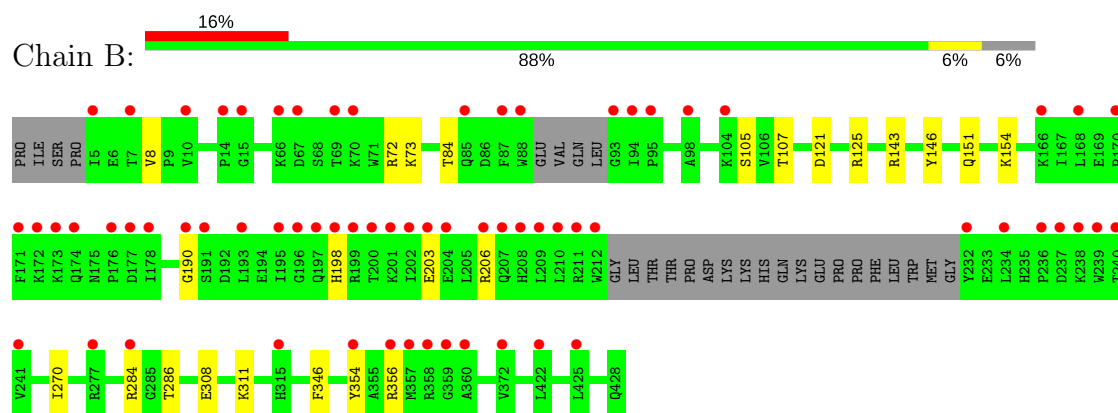 16%
Chain B:
88% 6% 6%
PRO ILE SER PRO I5 E6 T7 V8 P9 V10 P14 G15 K66 D67 S68 T69 K70 W71 R72 K73 T84 Q85 D86 F87 W88 GLU VAL GLN LEU G93 I94 P95 A98 K104 S105 V106 T107 D121 R125 R143 Y146 Q151 K154 K166 I167 L168 E169
F171 K172 K173 Q174 N175 P176 D177 I178 G190 S191 D192 L193 E194 I195 G196 Q197 H198 R199 T200 K201 I202 E203 E204 L205 R206 Q207 H208 L209 L210 R211 W212 GLY LEU THR THR PRO ASP LYS LYS HIS GLN LYS GLU PRO PRO PHE LEU TRP MET GLY Y232 E233 L234 H235 P236 D237 K238 W239
V241 I270 R277 R284 G285 T286 E308 K311 H315 F346 Y354 A355 R356 M357 R358 G359 A360 V372 L422 L425 Q428